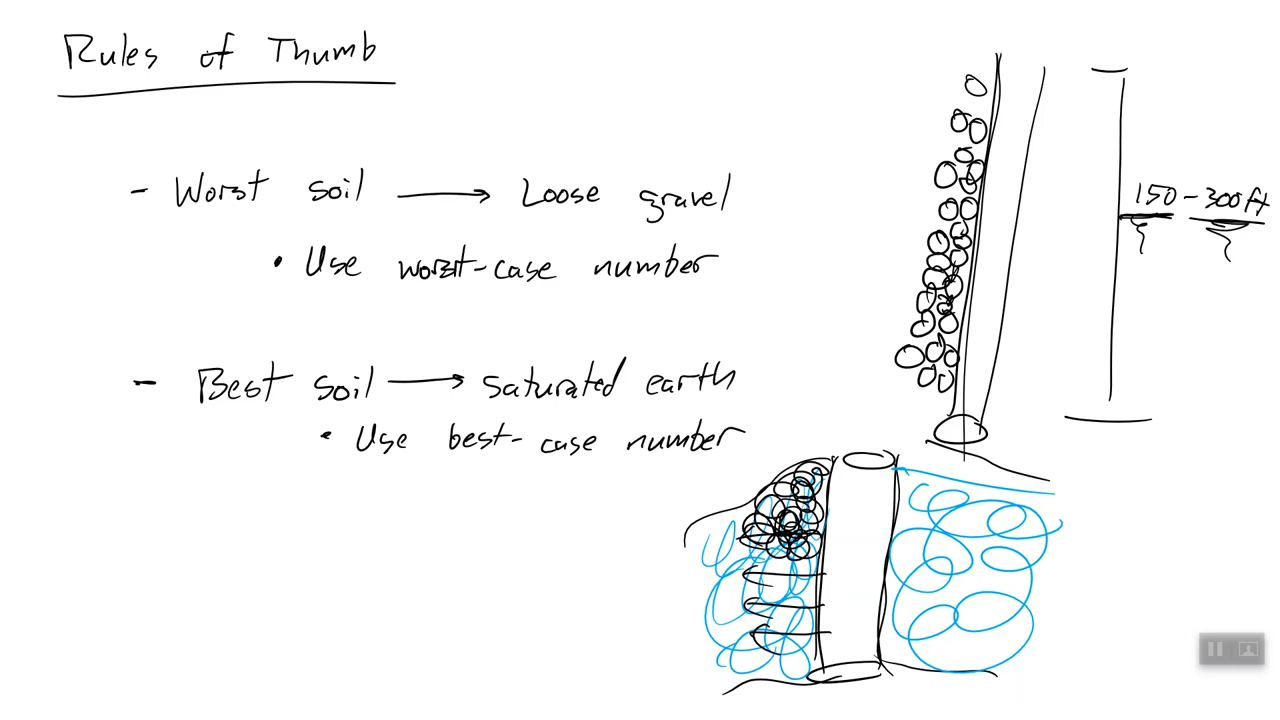 Rules of Thumb
- Worst soil → Loose gravel
• Use worst-case number
150-300ft
- Best soil → Saturated earth
• Use best-case number